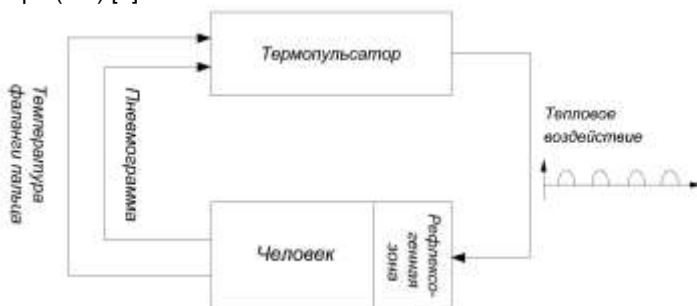 Термопульсатор
Температура
фаланги пальца
Пневмограмма
Тепловое
воздействие
Человек
Рефлексо-
генная
зона